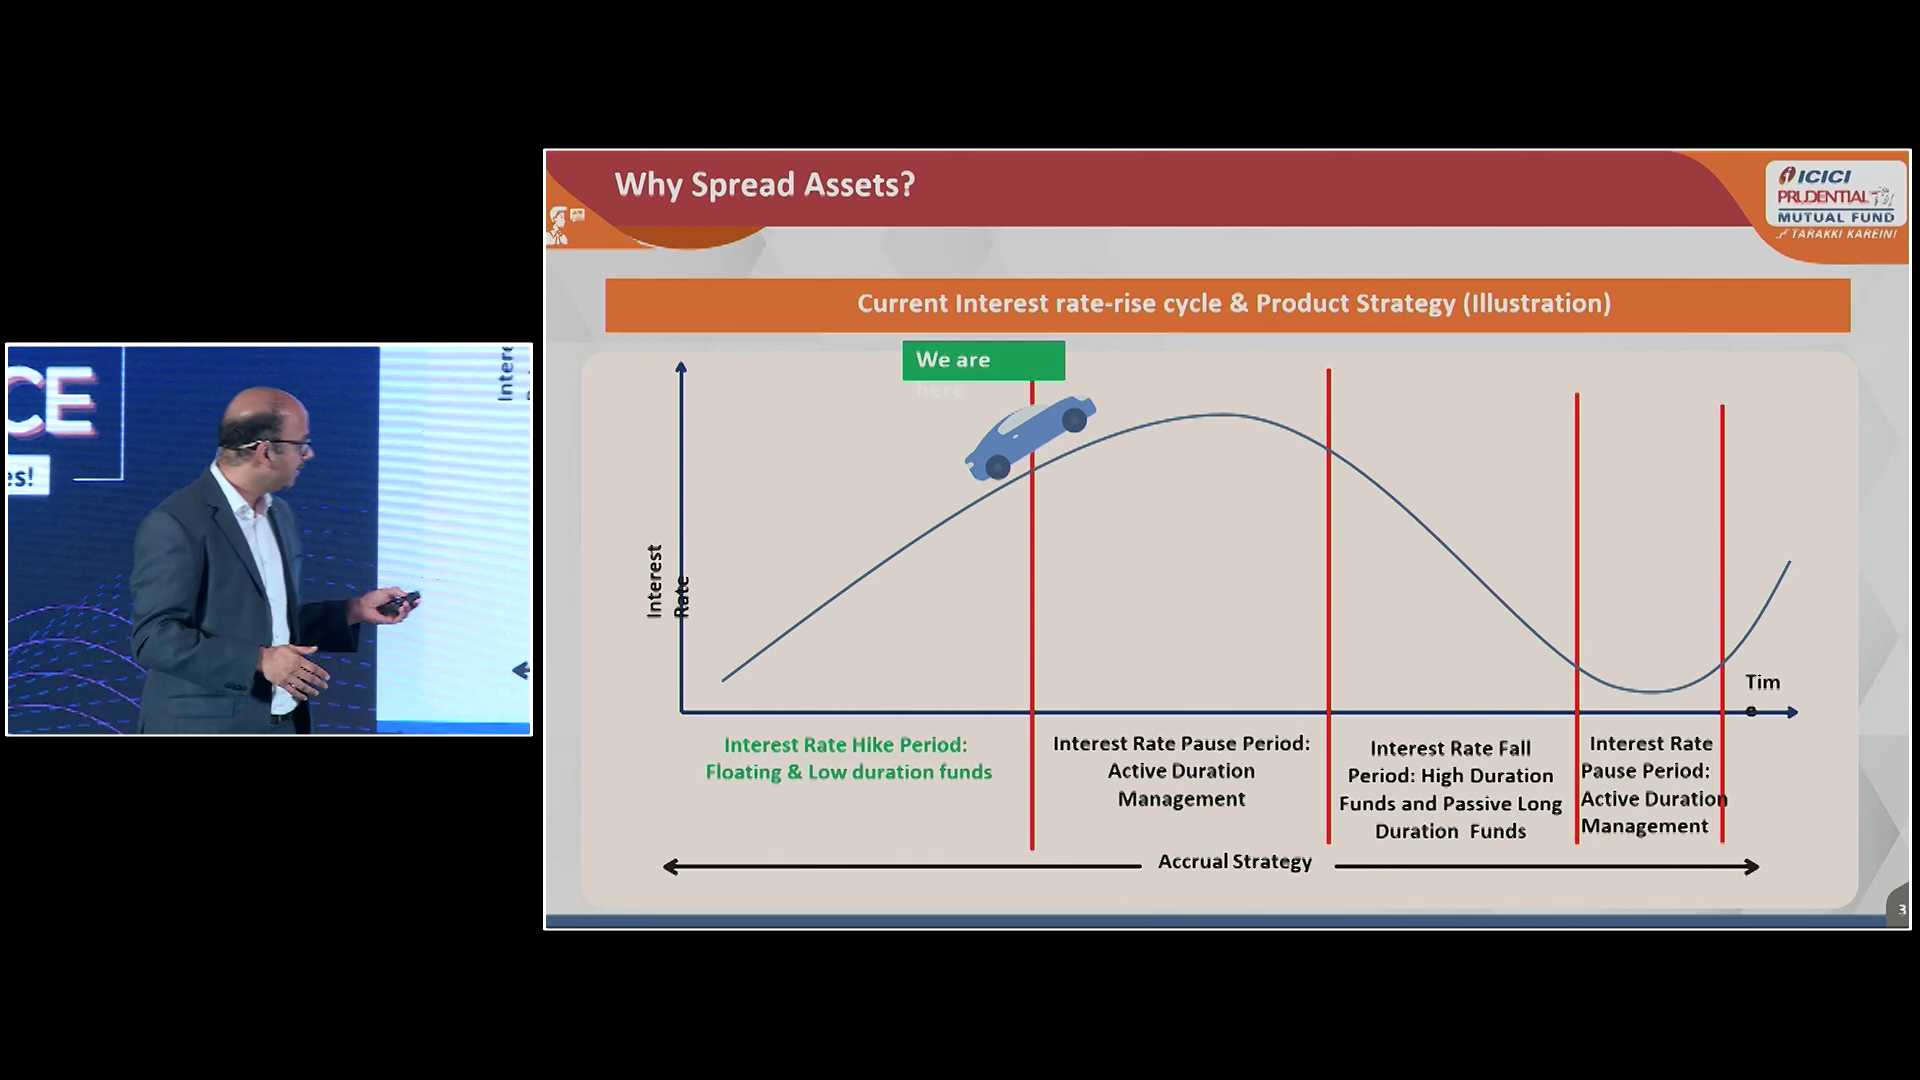 CE
es!
Inter
Why Spread Assets?
ICICI
PRUDENTIAL
MUTUAL FUND
TARAKKI KAREIN!
Current Interest rate-rise cycle & Product Strategy (Illustration)
We are
here
Interest
Rate
Tim
e
Interest Rate Hike Period:
Floating & Low duration funds
Interest Rate Pause Period:
Active Duration
Management
Interest Rate Fall
Period: High Duration
Funds and Passive Long
Duration Funds
Interest Rate
Pause Period:
Active Duration
Management
Accrual Strategy
3